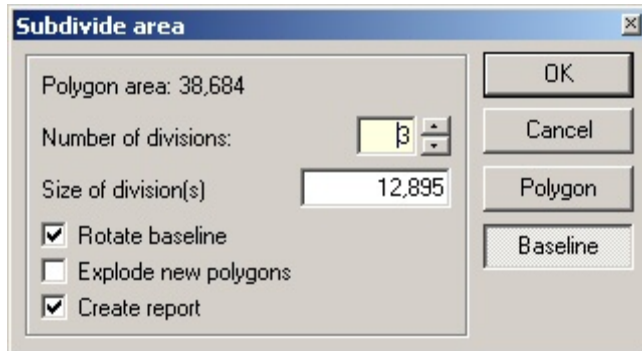 Subdivide area
Polygon area: 38,684
Number of divisions: 3
Size of division(s) 12,895
Rotate baseline
Explode new polygons
Create report
OK
Cancel
Polygon
Baseline